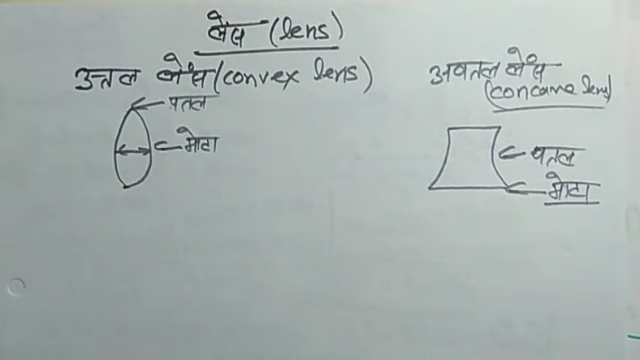 लेंस (lens)
उत्तल लेंस (convex lens)
अवतल लेंस
(concave lens)
पतल
मोटा
पतल
मोटा